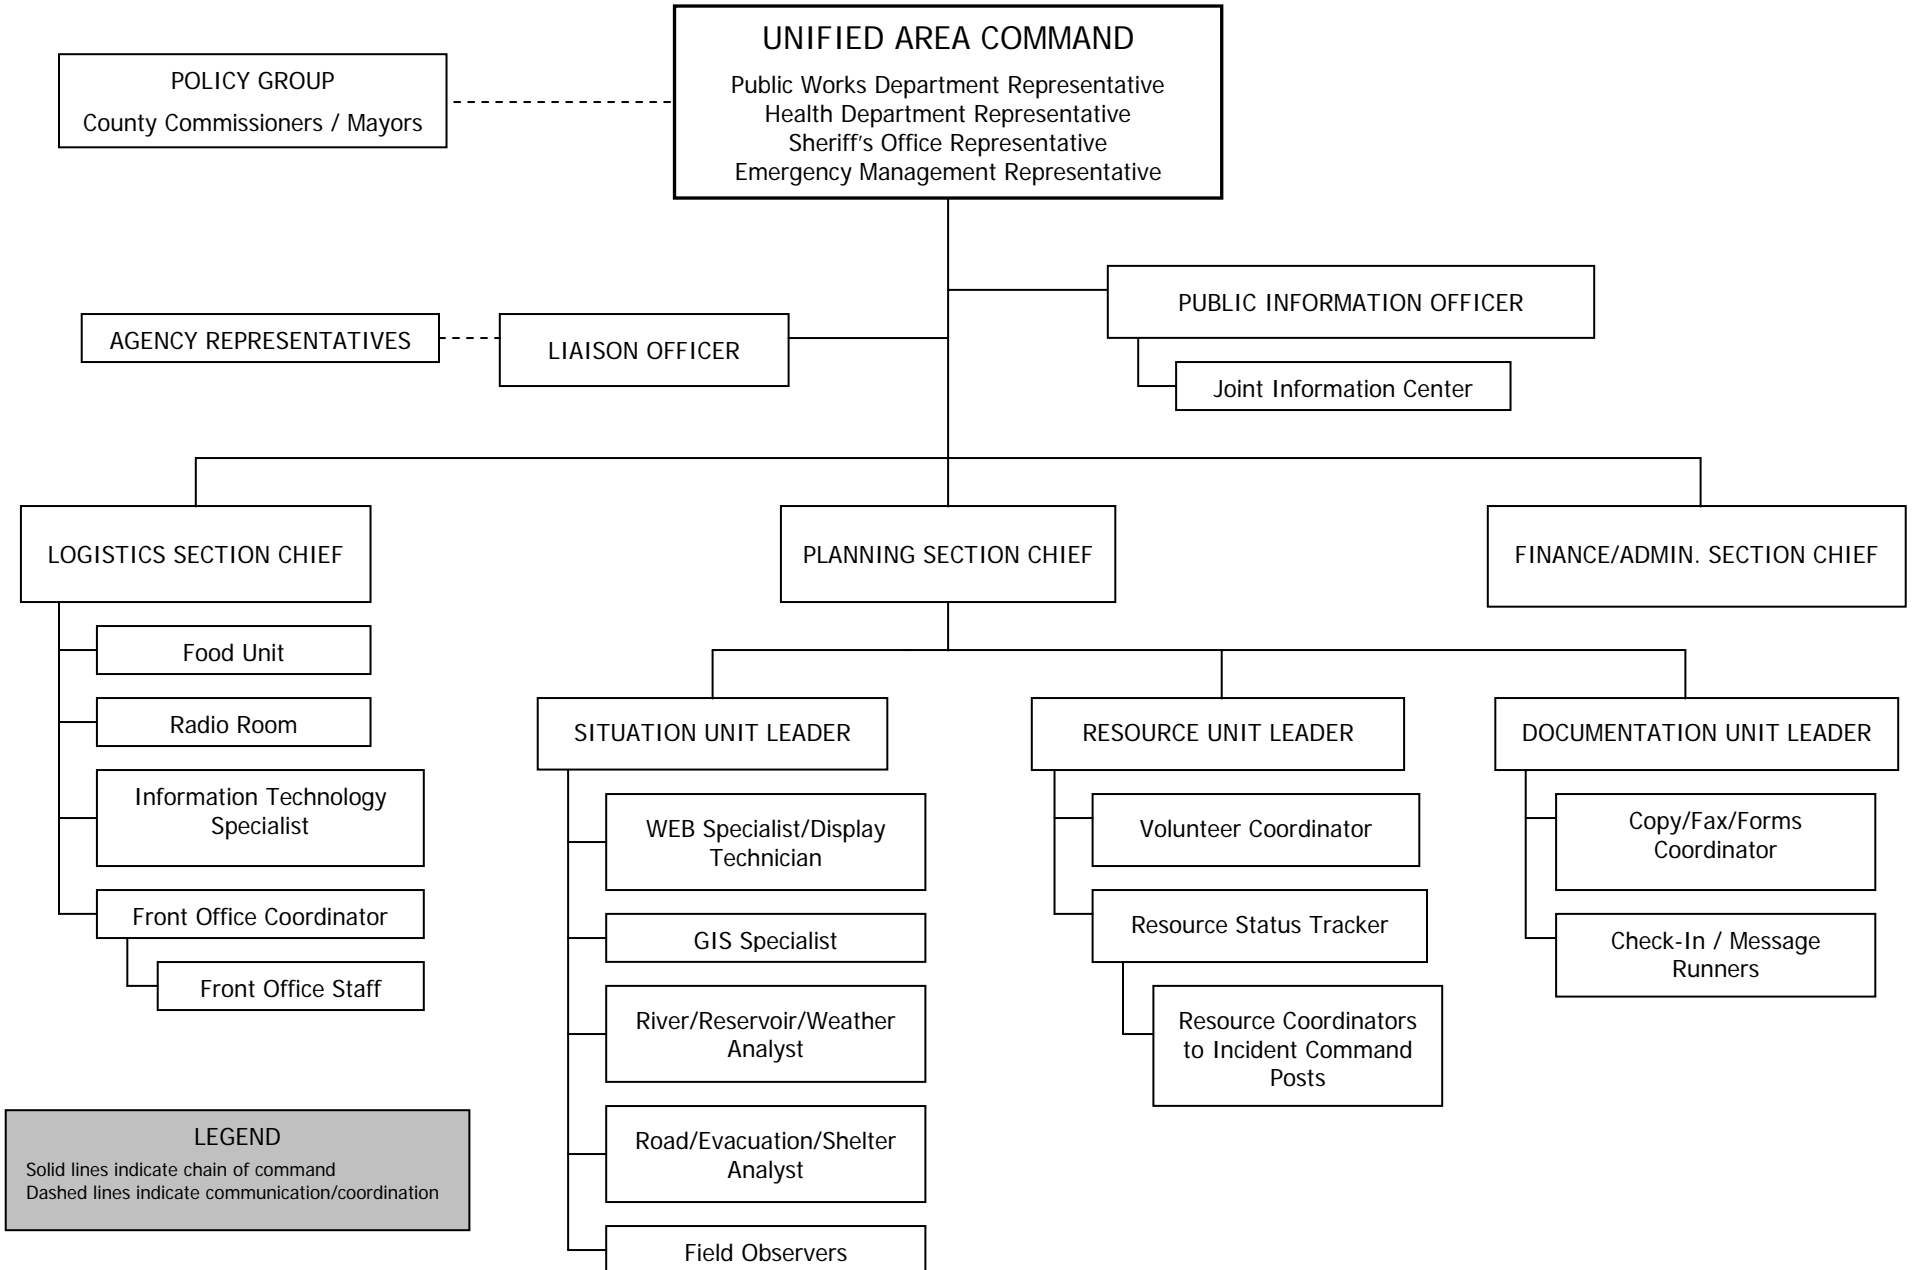 UNIFIED AREA COMMAND
Public Works Department Representative
Health Department Representative
Sheriff's Office Representative
Emergency Management Representative
POLICY GROUP
County Commissioners / Mayors
PUBLIC INFORMATION OFFICER
Joint Information Center
AGENCY REPRESENTATIVES
LIAISON OFFICER
LOGISTICS SECTION CHIEF
Food Unit
Radio Room
Information Technology
Specialist
Front Office Coordinator
Front Office Staff
PLANNING SECTION CHIEF
SITUATION UNIT LEADER
WEB Specialist/Display
Technician
GIS Specialist
River/Reservoir/Weather
Analyst
Road/Evacuation/Shelter
Analyst
Field Observers
RESOURCE UNIT LEADER
Volunteer Coordinator
Resource Status Tracker
Resource Coordinators
to Incident Command
Posts
DOCUMENTATION UNIT LEADER
Copy/Fax/Forms
Coordinator
Check-In / Message
Runners
FINANCE/ADMIN. SECTION CHIEF
LEGEND
Solid lines indicate chain of command
Dashed lines indicate communication/coordination